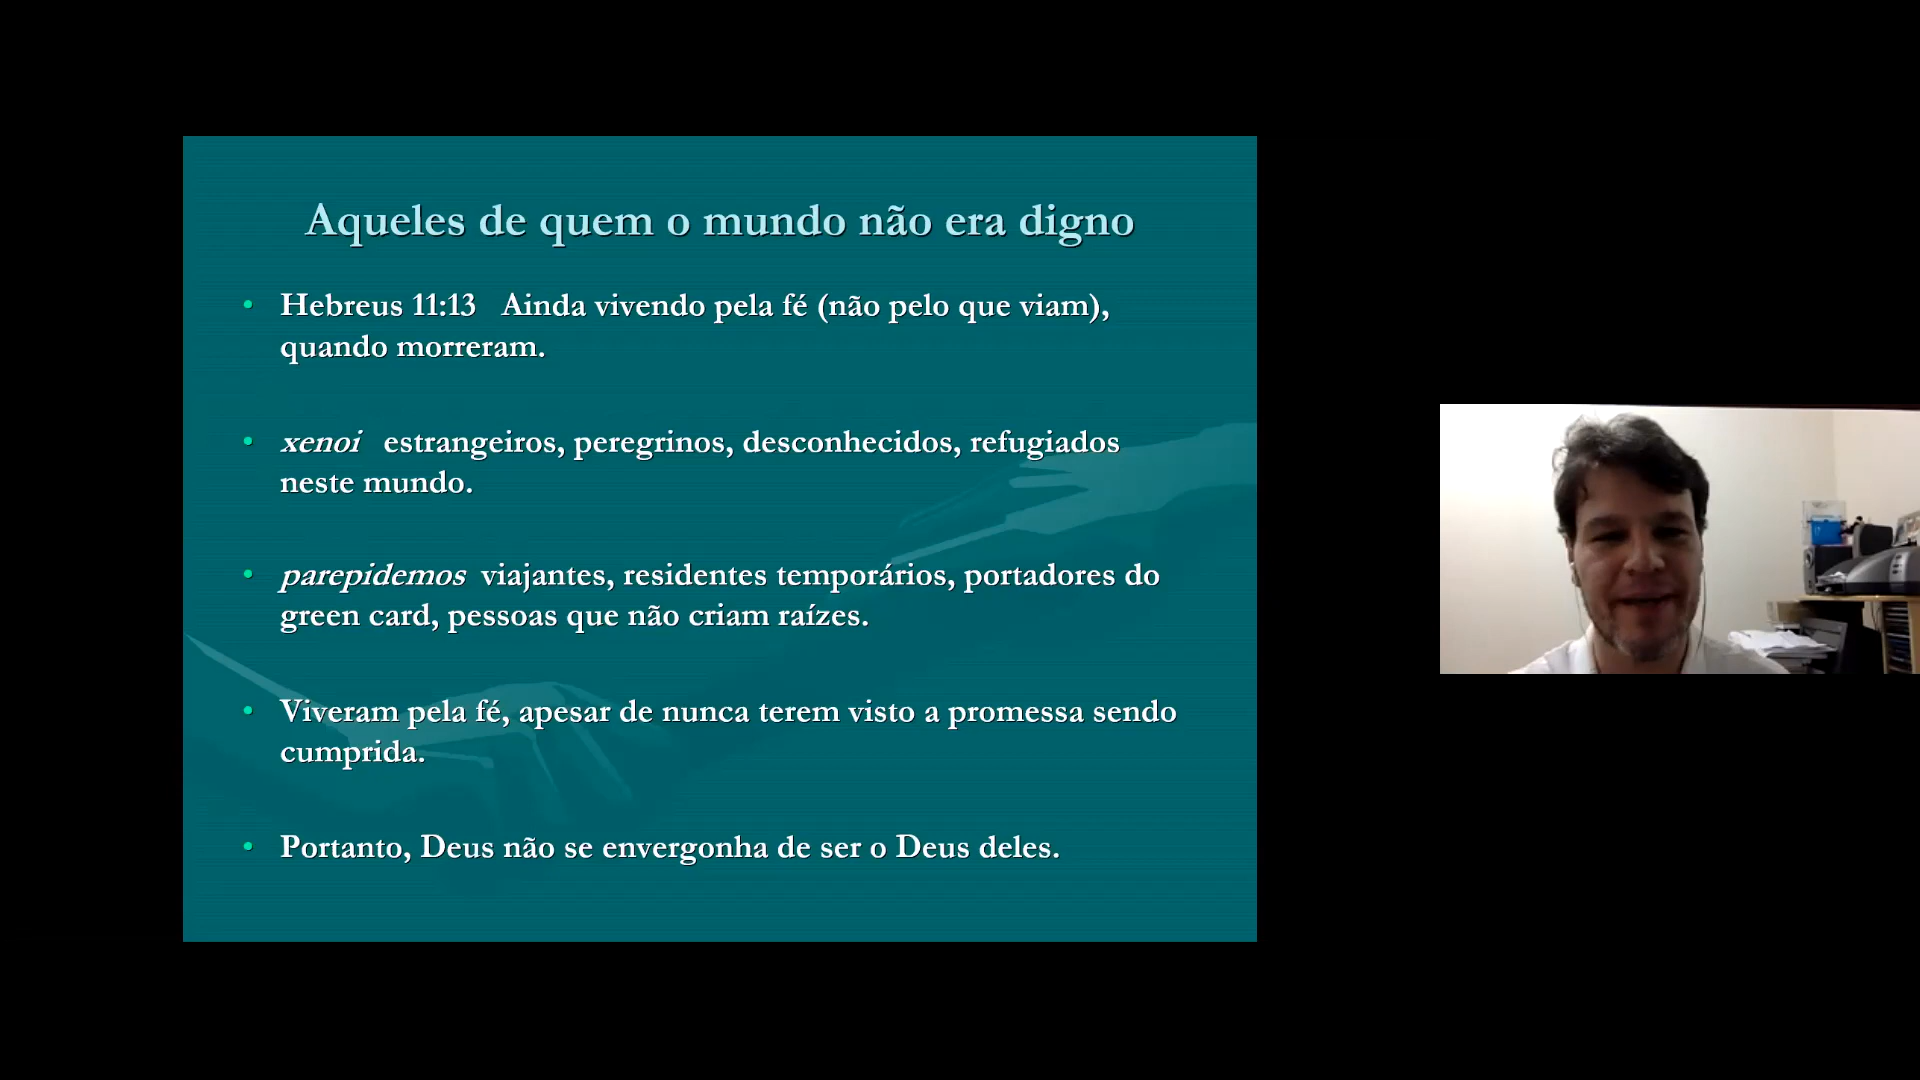 Aqueles de quem o mundo não era digno
• Hebreus 11:13 Ainda vivendo pela fé (não pelo que viam),
quando morreram.
• xenoi estrangeiros, peregrinos, desconhecidos, refugiados
neste mundo.
• parepidemos viajantes, residentes temporários, portadores do
green card, pessoas que não criam raízes.
• Viveram pela fé, apesar de nunca terem visto a promessa sendo
cumprida.
• Portanto, Deus não se envergonha de ser o Deus deles.